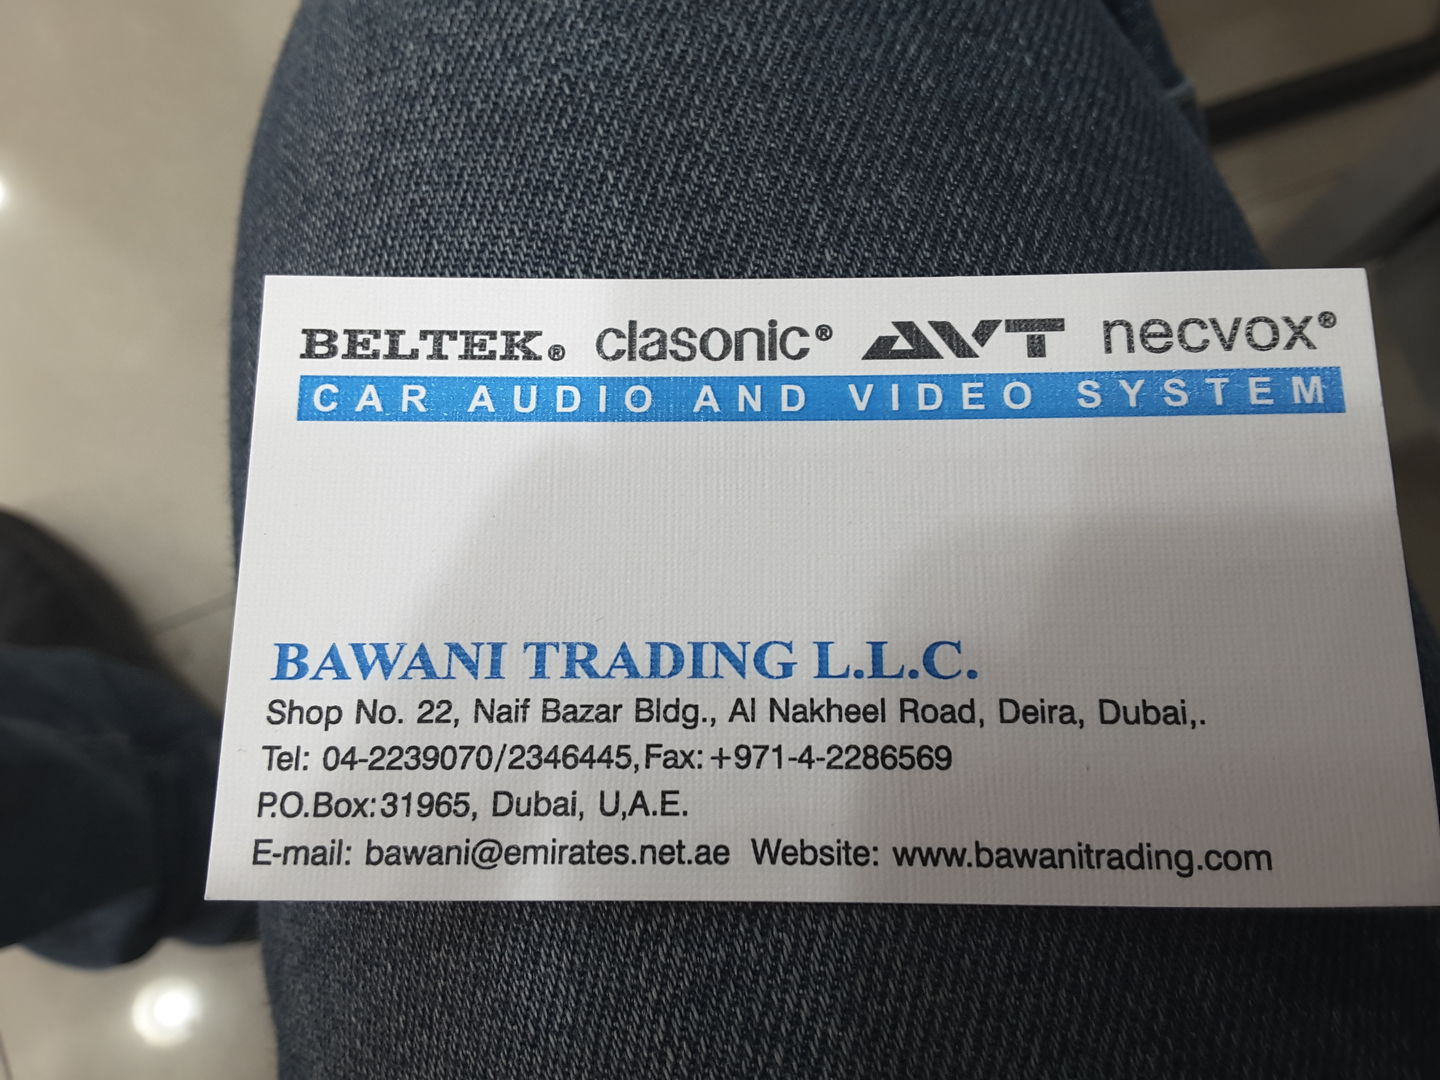 BELTEK® clasonic® AVT necvox®
CAR AUDIO AND VIDEO SYSTEM
BAWANI TRADING L.L.C.
Shop No. 22, Naif Bazar Bldg., Al Nakheel Road, Deira, Dubai,.
Tel: 04-2239070/2346445, Fax: +971-4-2286569
P.O.Box:31965, Dubai, U,A.E.
E-mail: bawani@emirates.net.ae Website: www.bawanitrading.com